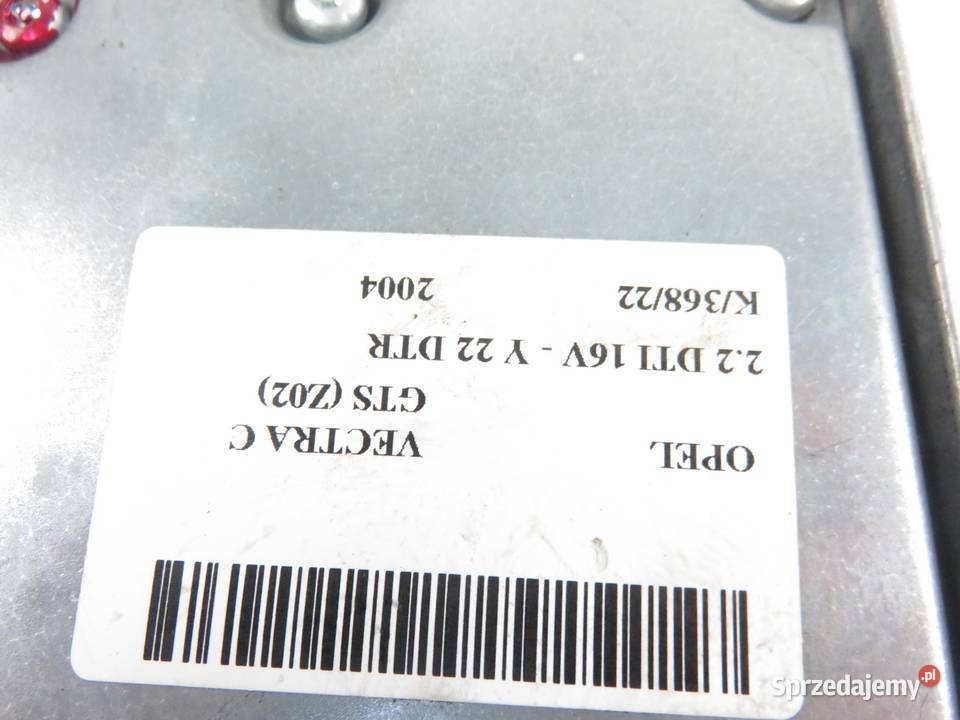 OPEL VECTRA C
GTS (Z02)
2.2 DTI 16V - Y 22 DTR
K/368/22 2004
Sprzedajemy.pl